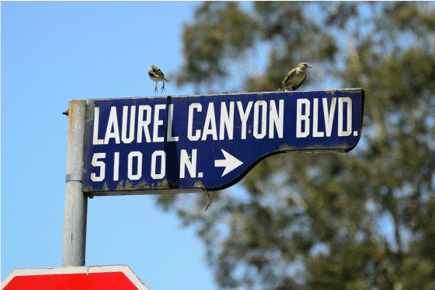 LAUREL CANYON BLVD.
5100 N. →